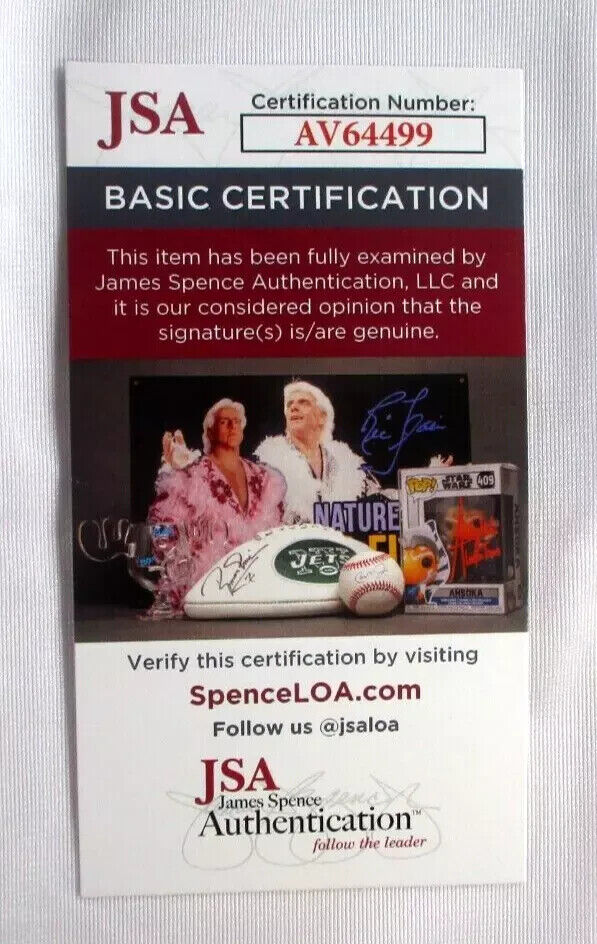 JSA
Certification Number:
AV64499
BASIC CERTIFICATION
This item has been fully examined by
James Spence Authentication, LLC and
it is our considered opinion that the
signature(s) is/are genuine.
NATURE
JETS
POP!
STAR
WARS
409
AHSOKA
Verify this certification by visiting
SpenceLOA.com
Follow us @jsaloa
JSA
James Spence
Authentication™
follow the leader